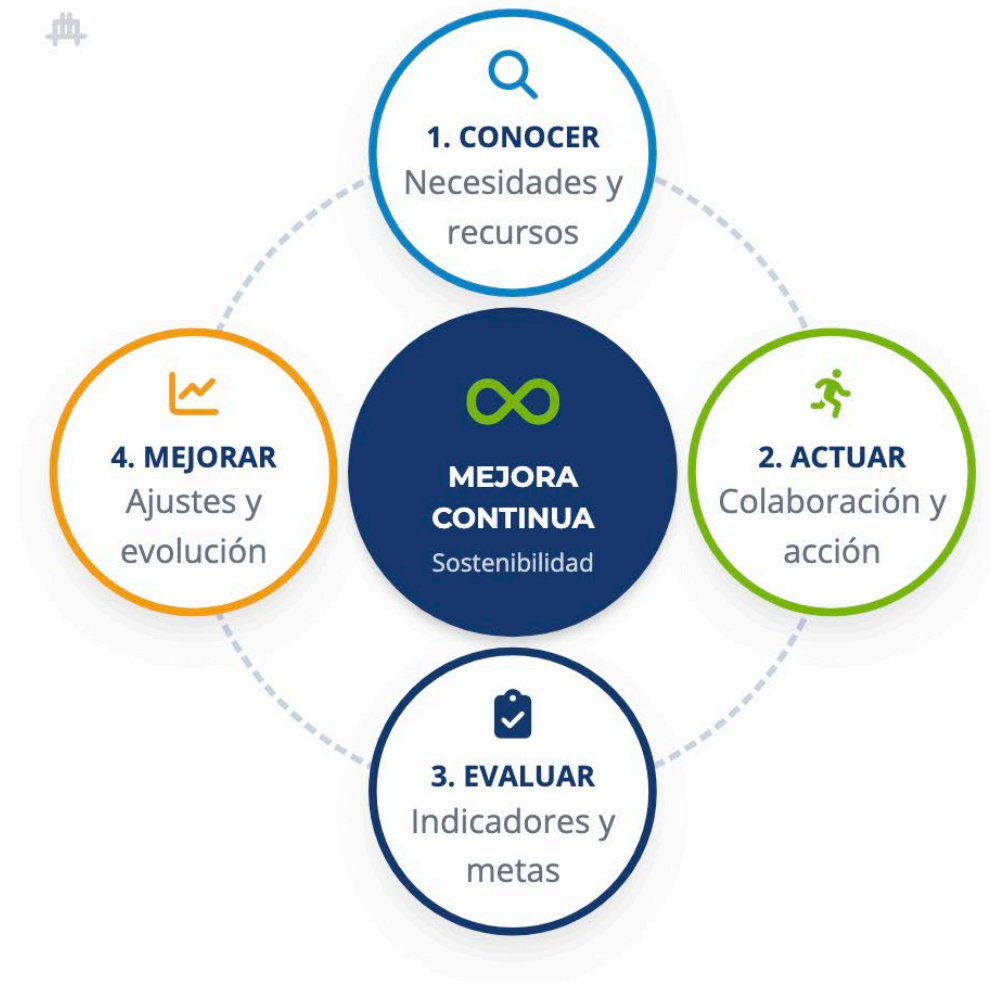 1. CONOCER
Necesidades y
recursos
2. ACTUAR
Colaboración y
acción
3. EVALUAR
Indicadores y
metas
4. MEJORAR
Ajustes y
evolución
MEJORA
CONTINUA
Sostenibilidad